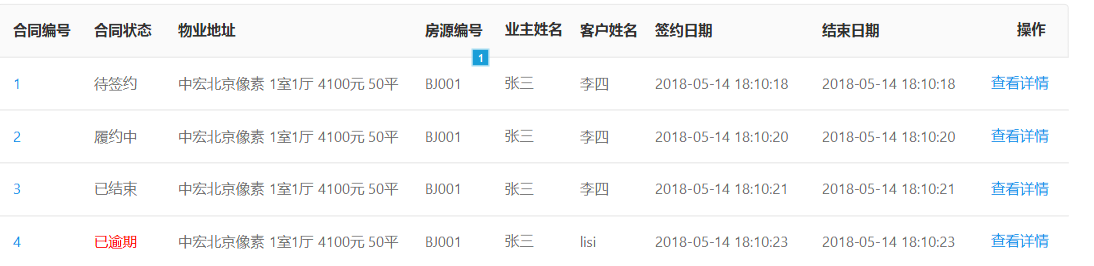 合同编号 合同状态 物业地址 房源编号 业主姓名 客户姓名 签约日期 结束日期 操作
1
1 待签约 中宏北京像素 1室1厅 4100元 50平 BJ001 张三 李四 2018-05-14 18:10:18 2018-05-14 18:10:18 查看详情
2 履约中 中宏北京像素 1室1厅 4100元 50平 BJ001 张三 李四 2018-05-14 18:10:20 2018-05-14 18:10:20 查看详情
3 已结束 中宏北京像素 1室1厅 4100元 50平 BJ001 张三 李四 2018-05-14 18:10:21 2018-05-14 18:10:21 查看详情
4 已逾期 中宏北京像素 1室1厅 4100元 50平 BJ001 张三 lisi 2018-05-14 18:10:23 2018-05-14 18:10:23 查看详情